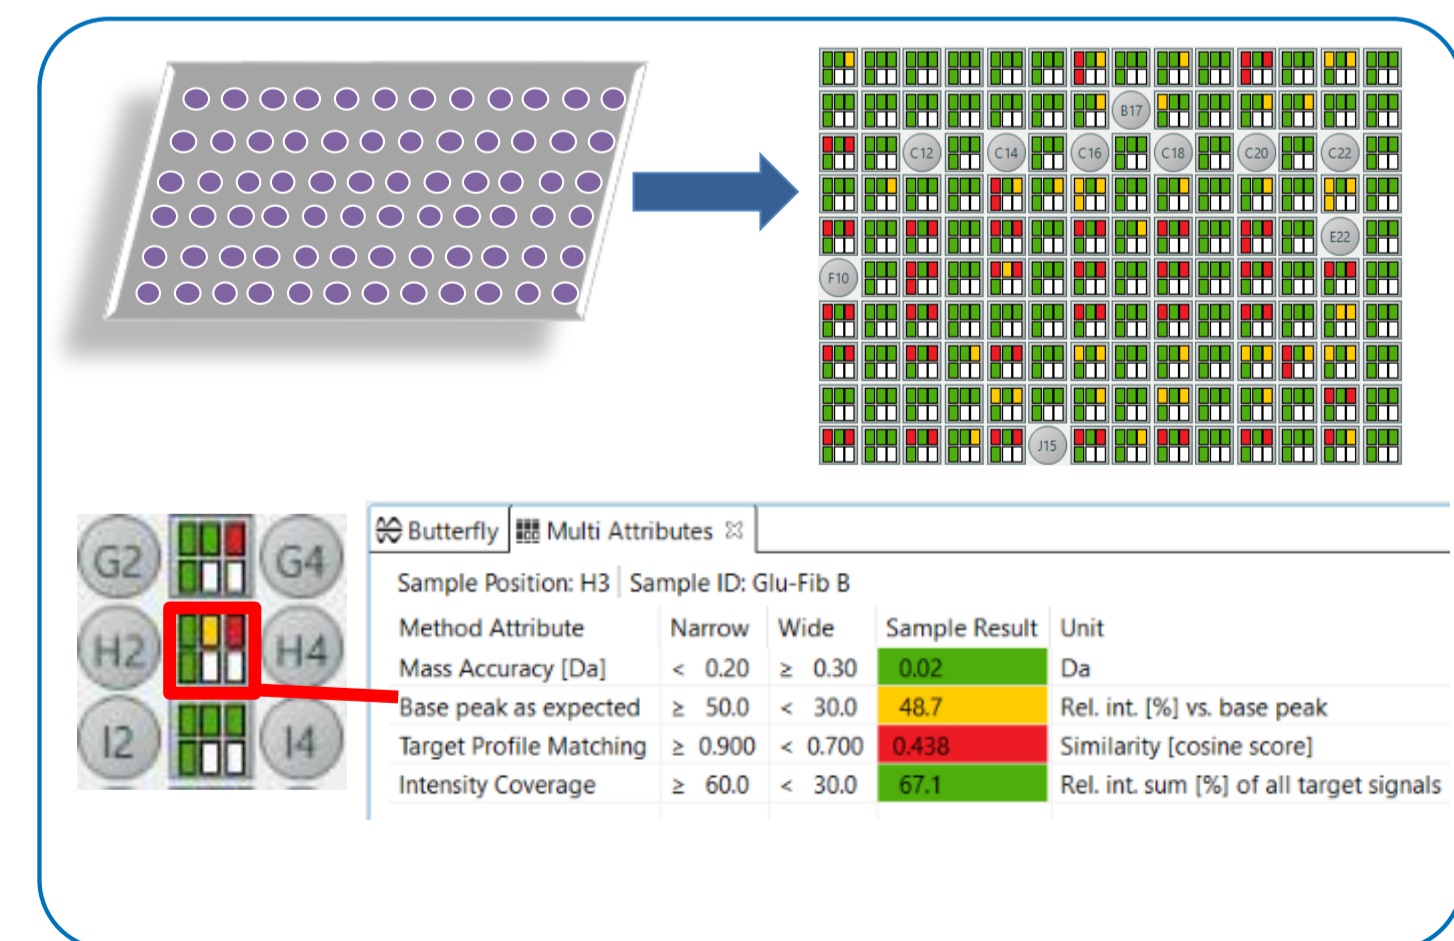 B17
C12 C14 C16 C18 C20 C22
E22
F10
J15
G2 G4
H2 H4
I2 I4
Butterfly Multi Attributes
Sample Position: H3 Sample ID: Glu-Fib B
Method Attribute Narrow Wide Sample Result Unit
Mass Accuracy [Da] < 0.20 ≥ 0.30 0.02 Da
Base peak as expected ≥ 50.0 < 30.0 48.7 Rel. int. [%] vs. base peak
Target Profile Matching ≥ 0.900 < 0.700 0.438 Similarity [cosine score]
Intensity Coverage ≥ 60.0 < 30.0 67.1 Rel. int. sum [%] of all target signals